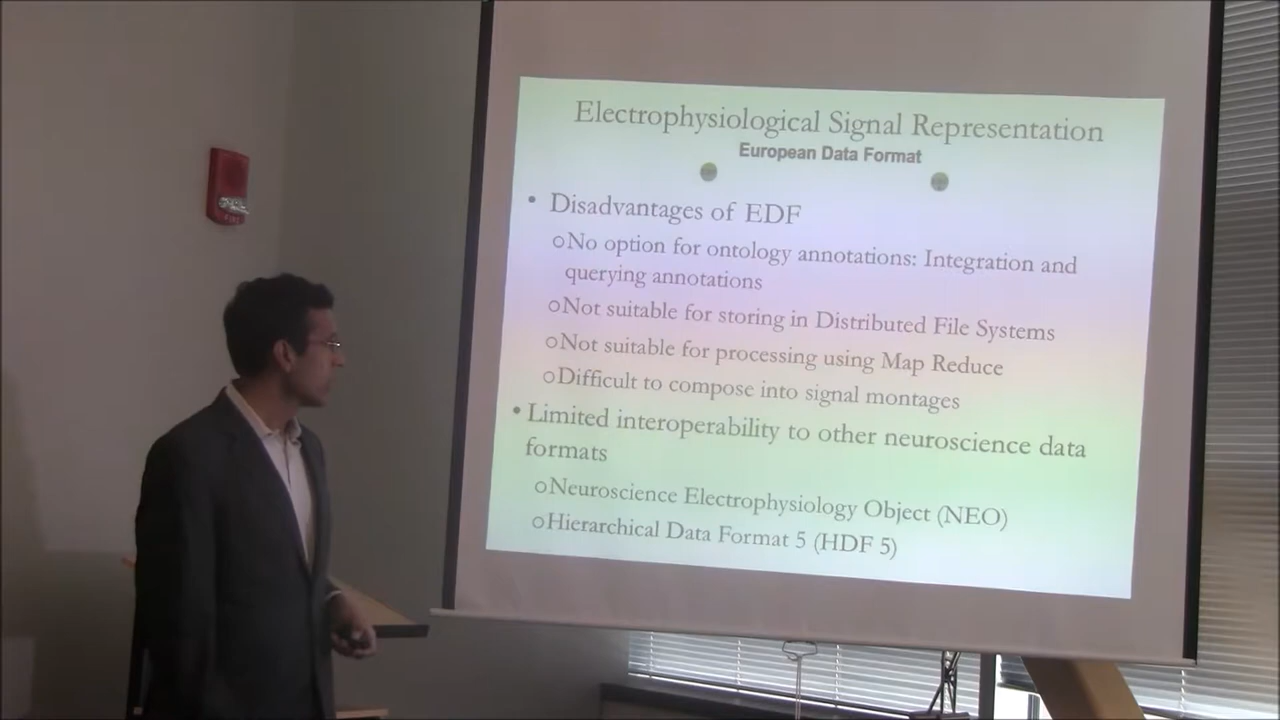 Electrophysiological Signal Representation
European Data Format
• Disadvantages of EDF
○No option for ontology annotations: Integration and
querying annotations
○Not suitable for storing in Distributed File Systems
○Not suitable for processing using Map Reduce
○Difficult to compose into signal montages
• Limited interoperability to other neuroscience data
formats
○Neuroscience Electrophysiology Object (NEO)
○Hierarchical Data Format 5 (HDF 5)
FIRE